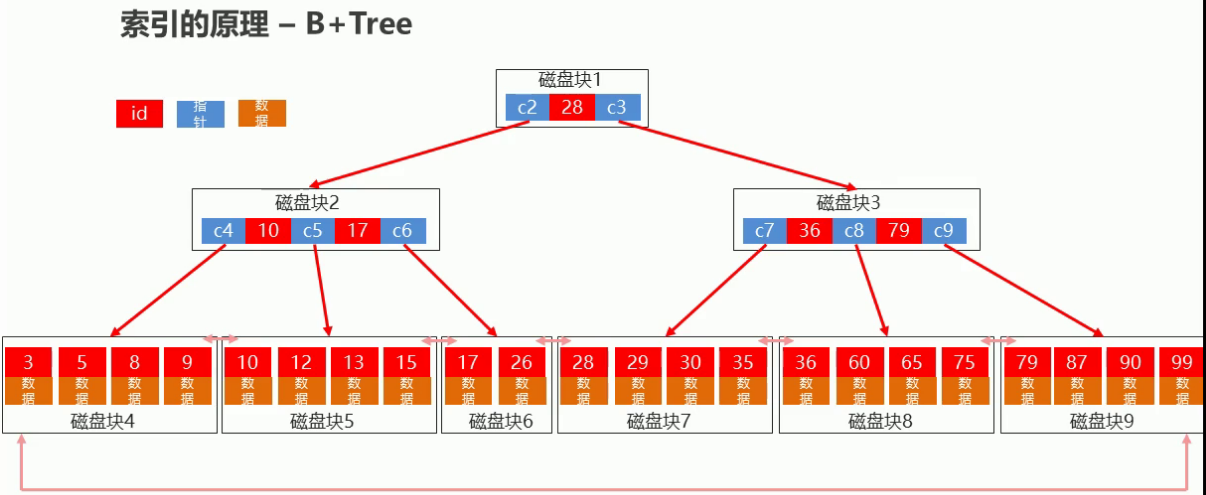 索引的原理 – B+Tree
id 指针 数据
磁盘块1
c2 28 c3
磁盘块2
c4 10 c5 17 c6
磁盘块3
c7 36 c8 79 c9
3 5 8 9
数据 数据 数据 数据
磁盘块4
10 12 13 15
数据 数据 数据 数据
磁盘块5
17 26
数据 数据
磁盘块6
28 29 30 35
数据 数据 数据 数据
磁盘块7
36 60 65 75
数据 数据 数据 数据
磁盘块8
79 87 90 99
数据 数据 数据 数据
磁盘块9